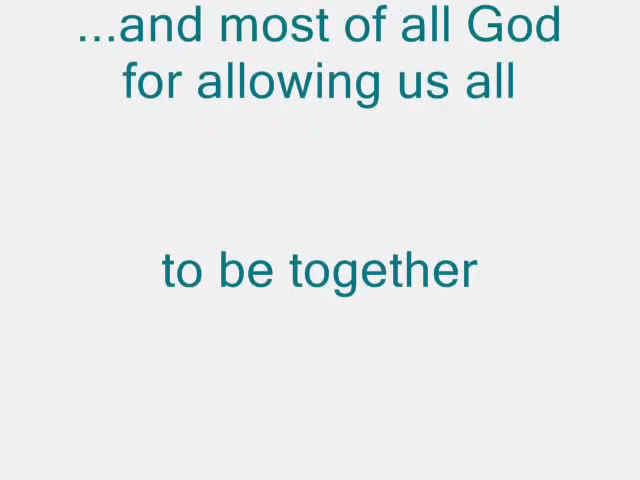 ...and most of all God
for allowing us all
to be together